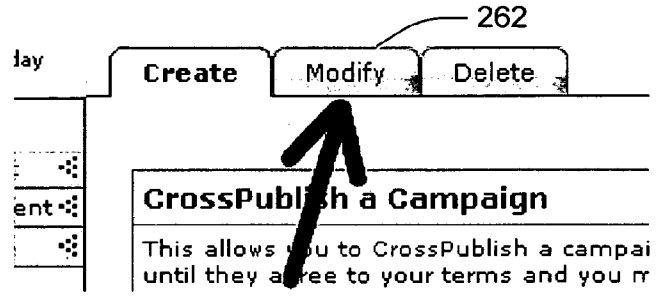 262
Create Modify Delete
CrossPublish a Campaign
This allows you to CrossPublish a
until they agree to your terms and you